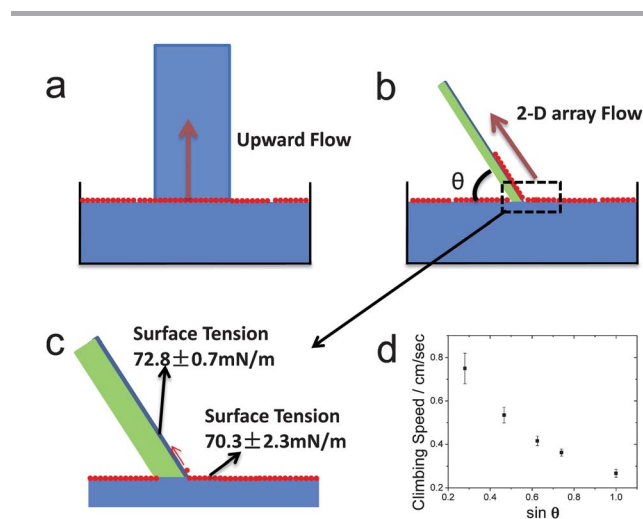 a
Upward Flow
b
2-D array Flow
θ
c
Surface Tension
72.8±0.7mN/m
Surface Tension
70.3±2.3mN/m
d
Climbing Speed / cm/sec
0.8
0.6
0.4
0.2
0.2 0.4 0.6 0.8 1.0
sin θ